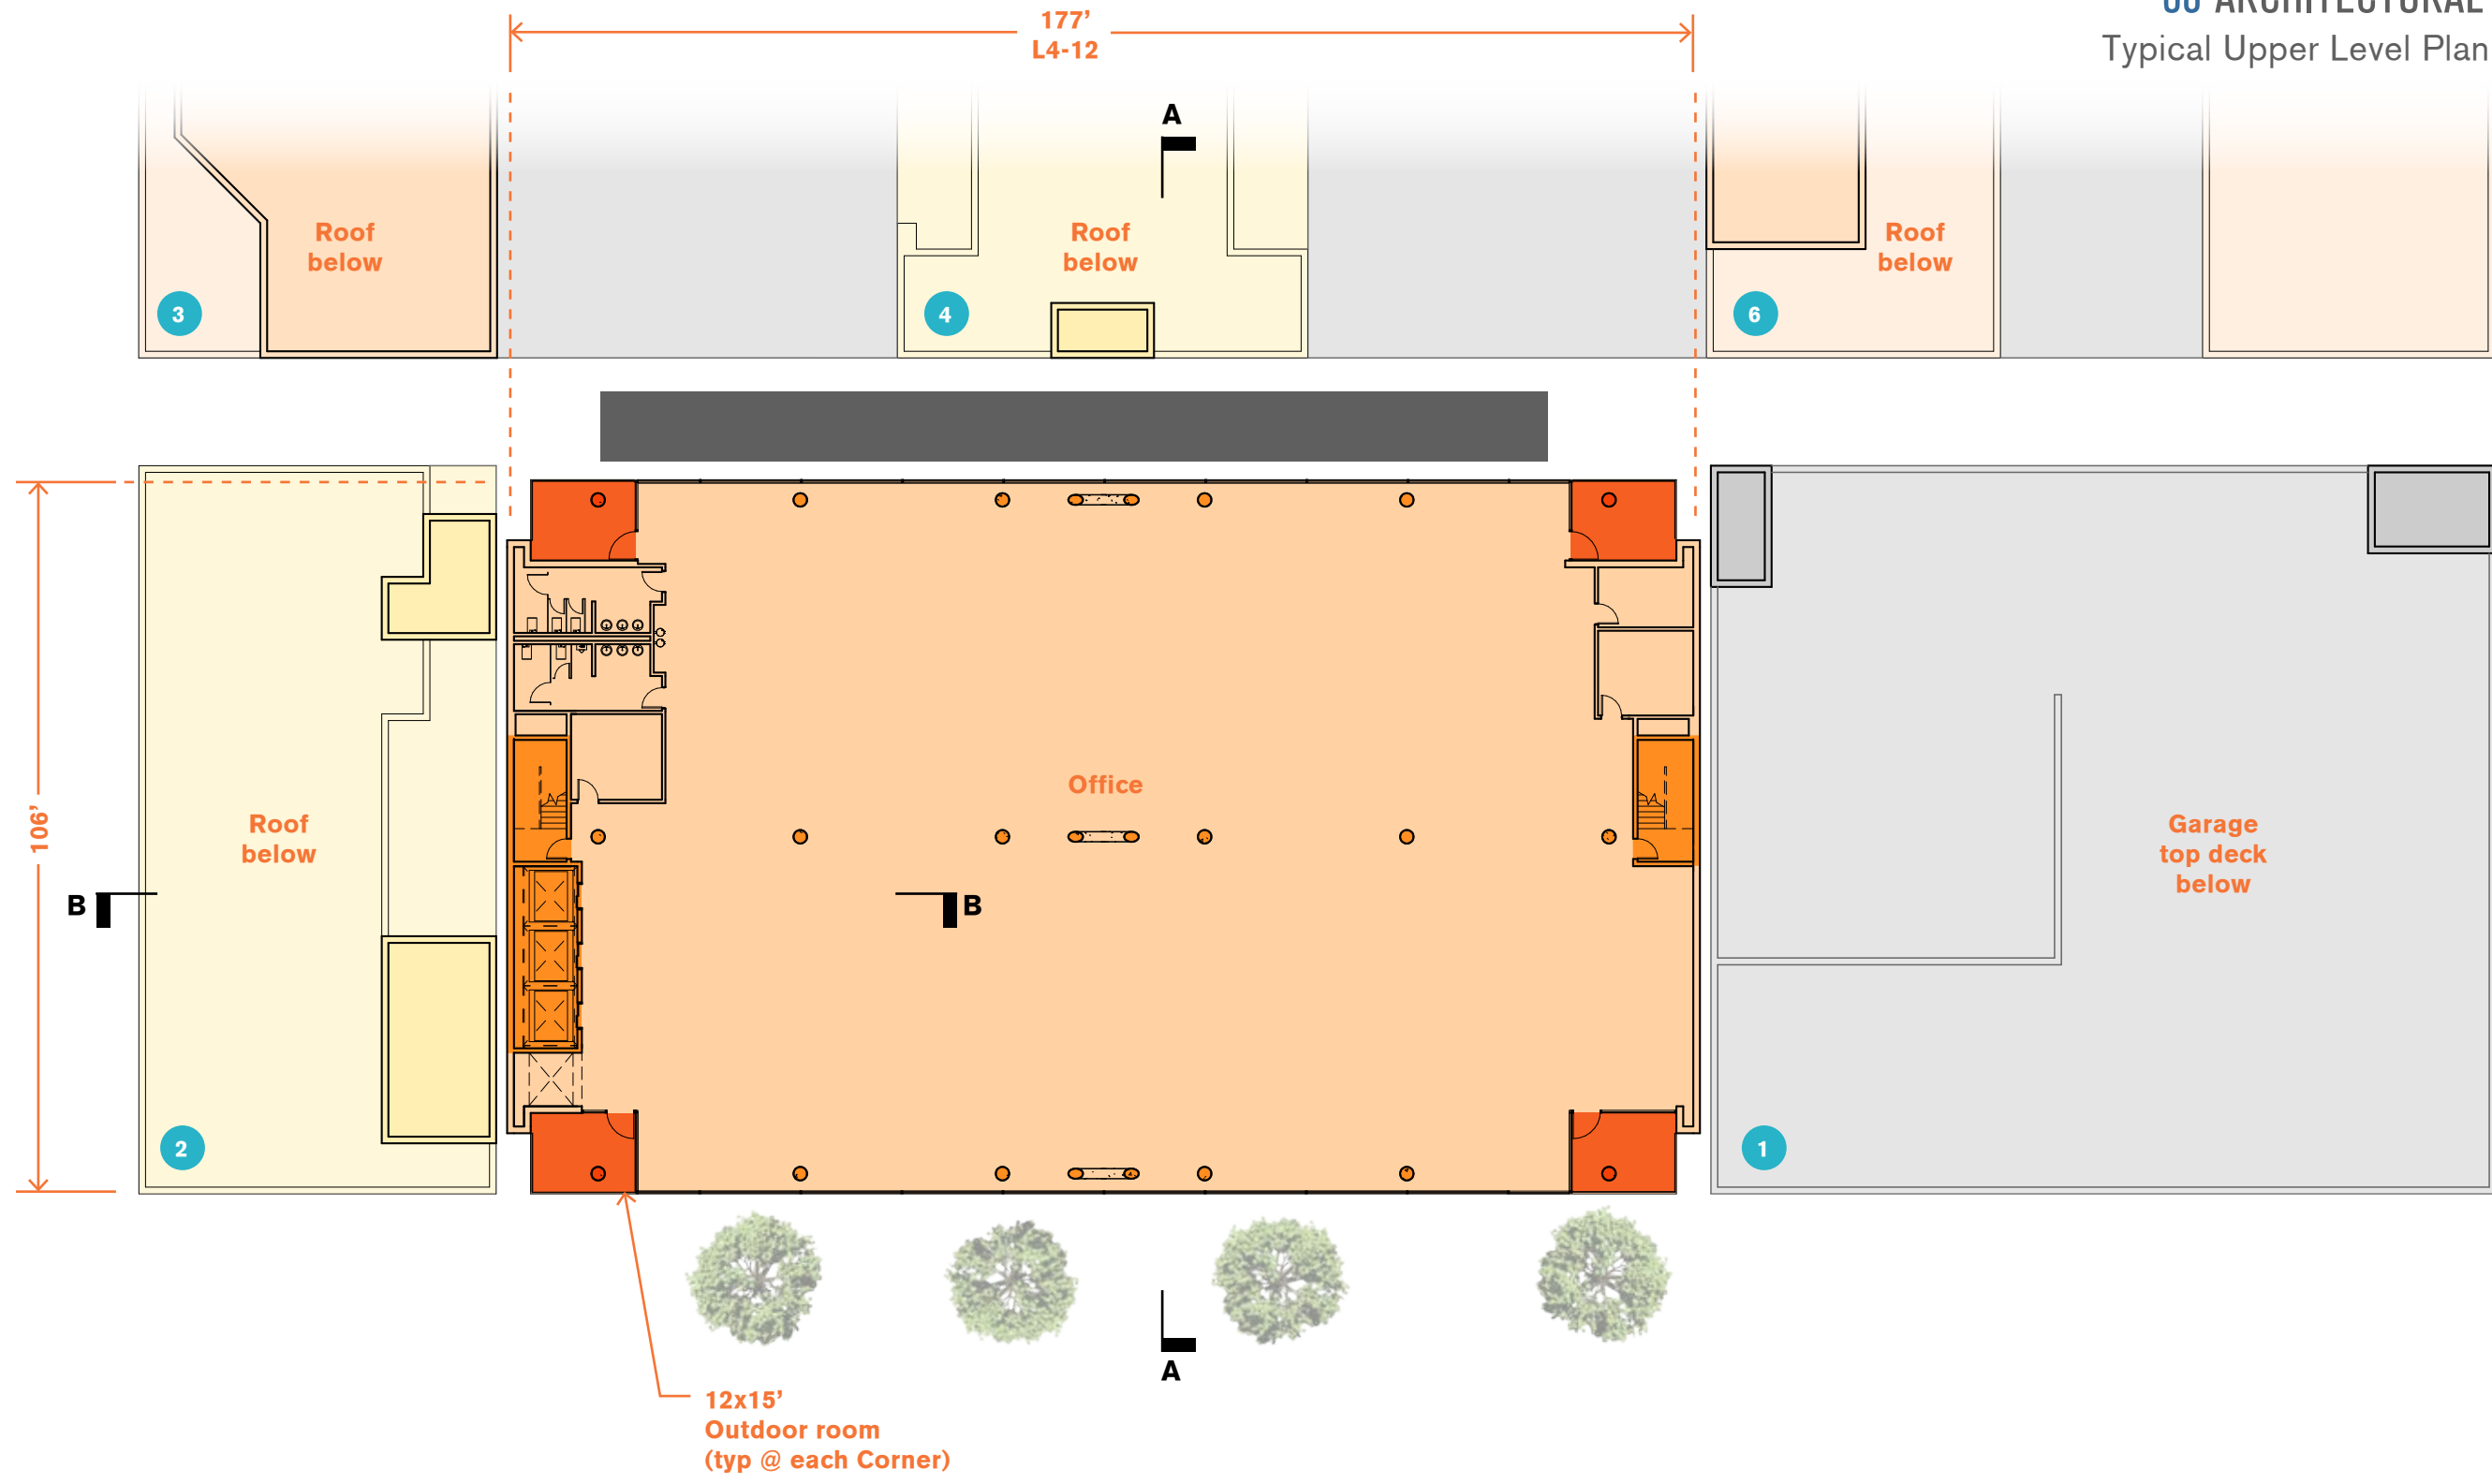 177’
L4-12
ARCHITECTURAL
Typical Upper Level Plan
A
Roof
below
Roof
below
Roof
below
3
4
6
106’
Roof
below
Office
Garage
top deck
below
B
B
2
1
A
12x15’
Outdoor room
(typ @ each Corner)